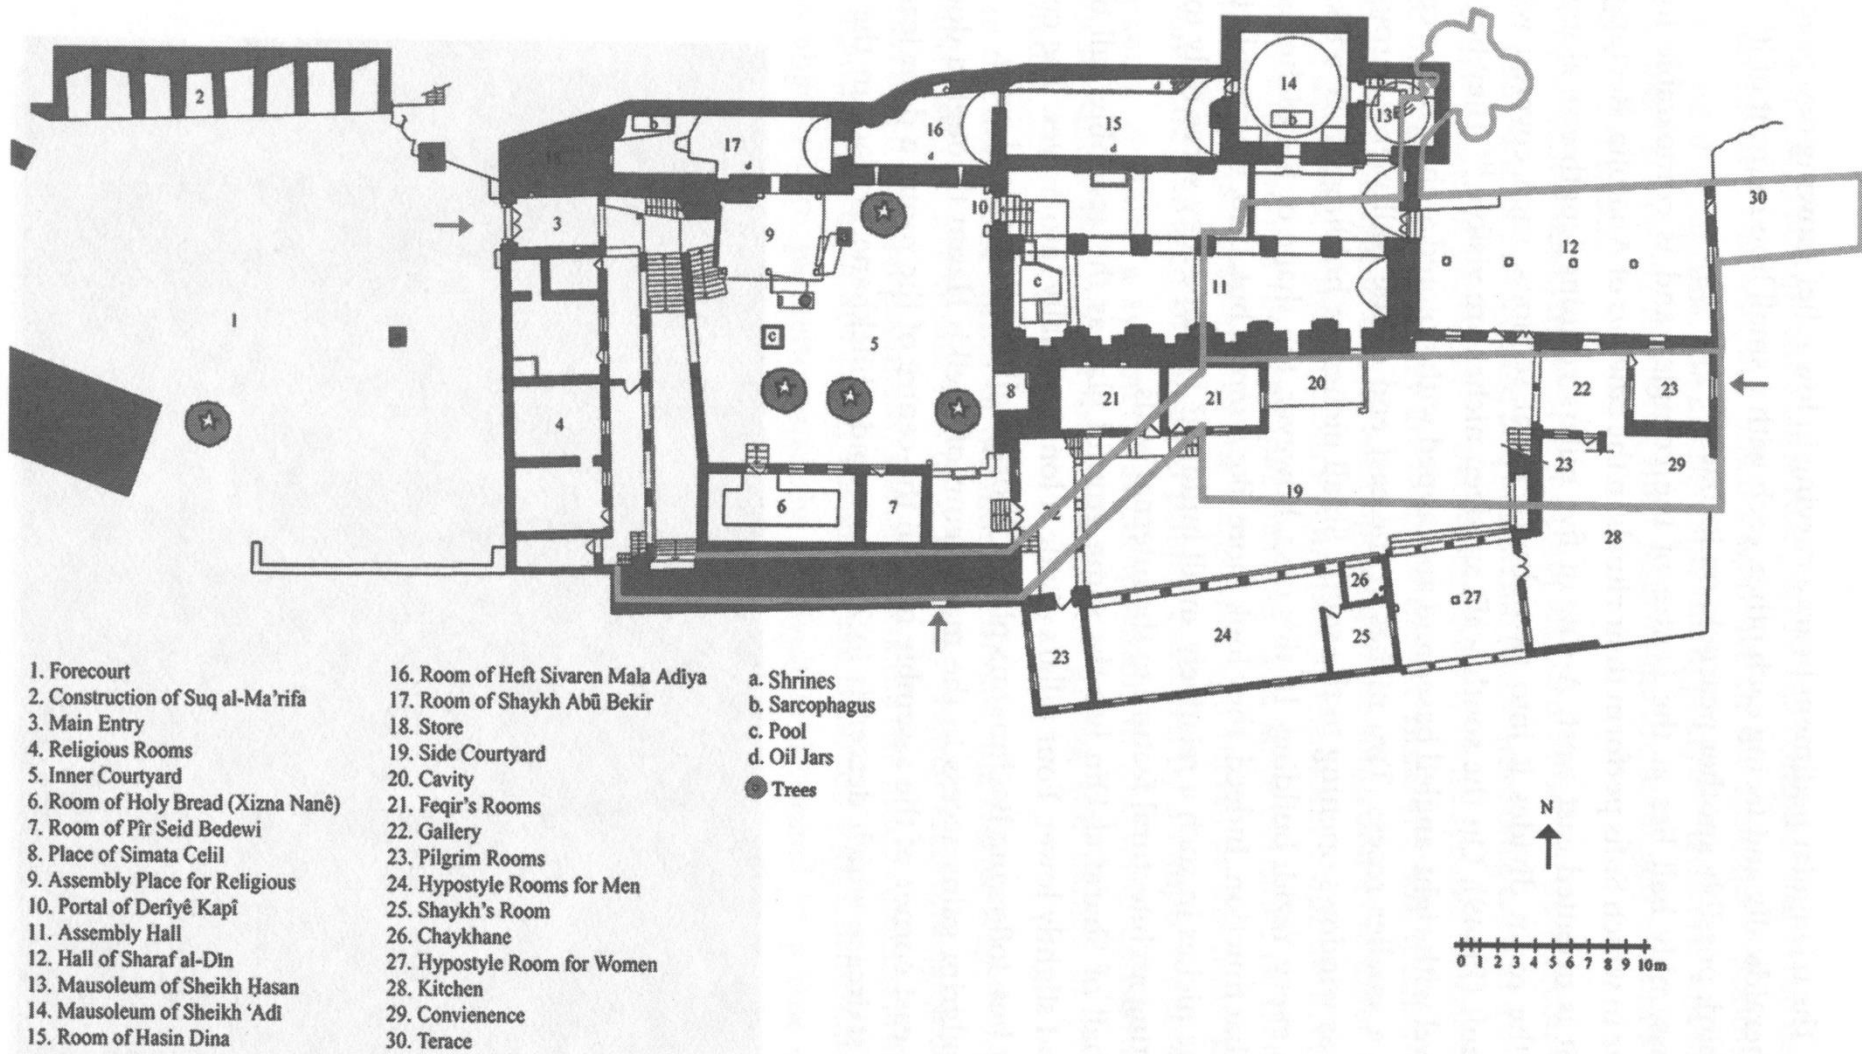 2
14
13
b
b
17
d
16
d
d
15
d
18
30
3
10
9
12
a
c
11
1
a
c
5
4
8
21
21
20
22
23
23
29
19
6
7
22
28
26
27
24
25
23
1. Forecourt
2. Construction of Suq al-Ma'rifa
3. Main Entry
4. Religious Rooms
5. Inner Courtyard
6. Room of Holy Bread (Xizna Nanê)
7. Room of Pîr Seid Bedewi
8. Place of Simata Celil
9. Assembly Place for Religious
10. Portal of Derîyê Kapî
11. Assembly Hall
12. Hall of Sharaf al-Dīn
13. Mausoleum of Sheikh Ḥasan
14. Mausoleum of Sheikh ‘Adī
15. Room of Hasin Dina
16. Room of Heft Sivaren Mala Adiya
17. Room of Shaykh Abū Bekir
18. Store
19. Side Courtyard
20. Cavity
21. Feqir's Rooms
22. Gallery
23. Pilgrim Rooms
24. Hypostyle Rooms for Men
25. Shaykh's Room
26. Chaykhane
27. Hypostyle Room for Women
28. Kitchen
29. Convienence
30. Terace
a. Shrines
b. Sarcophagus
c. Pool
d. Oil Jars
Trees
N
0 1 2 3 4 5 6 7 8 9 10m